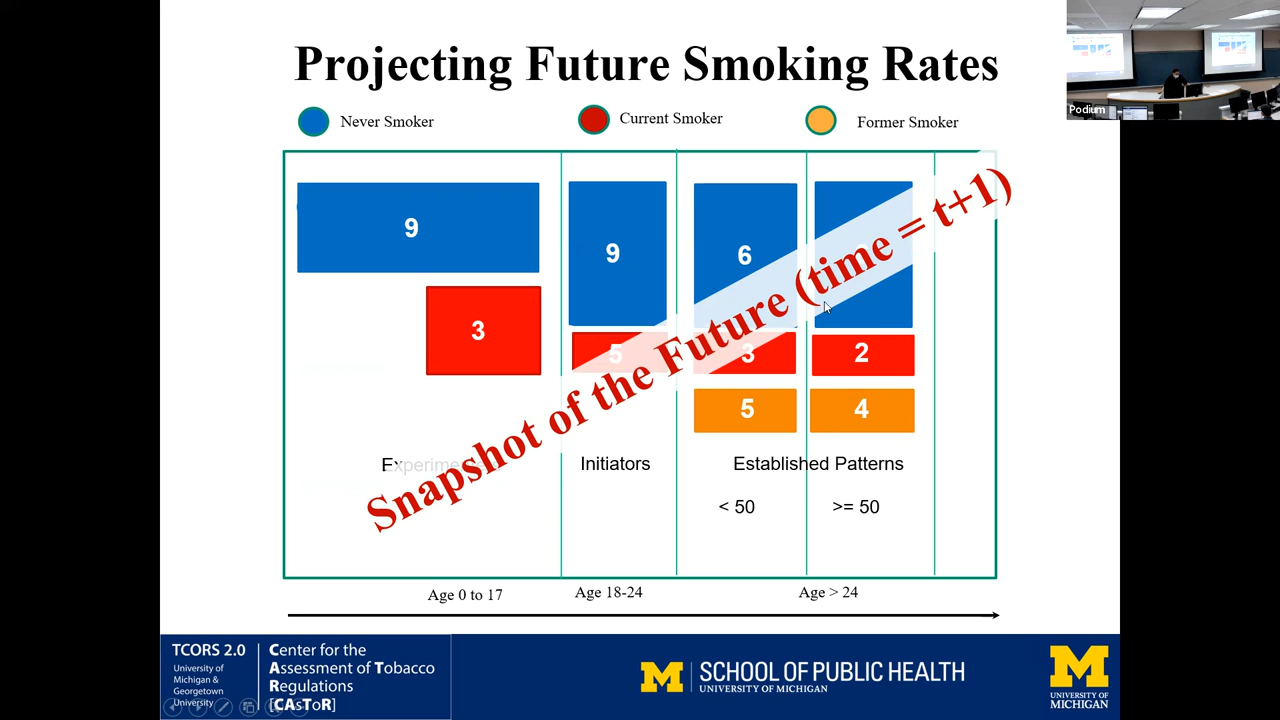 Projecting Future Smoking Rates
Podium
Never Smoker
Current Smoker
Former Smoker
9
9
6
3
5
3
2
5
4
Snapshot of the Future (time = t+1)
Initiators
Established Patterns
< 50
>= 50
Age 0 to 17
Age 18-24
Age > 24
TCORS 2.0
University of
Michigan &
Georgetown
University
Center for the
Assessment of Tobacco
Regulations
[CAsToR]
M
SCHOOL OF PUBLIC HEALTH
UNIVERSITY OF MICHIGAN
M
UNIVERSITY OF
MICHIGAN